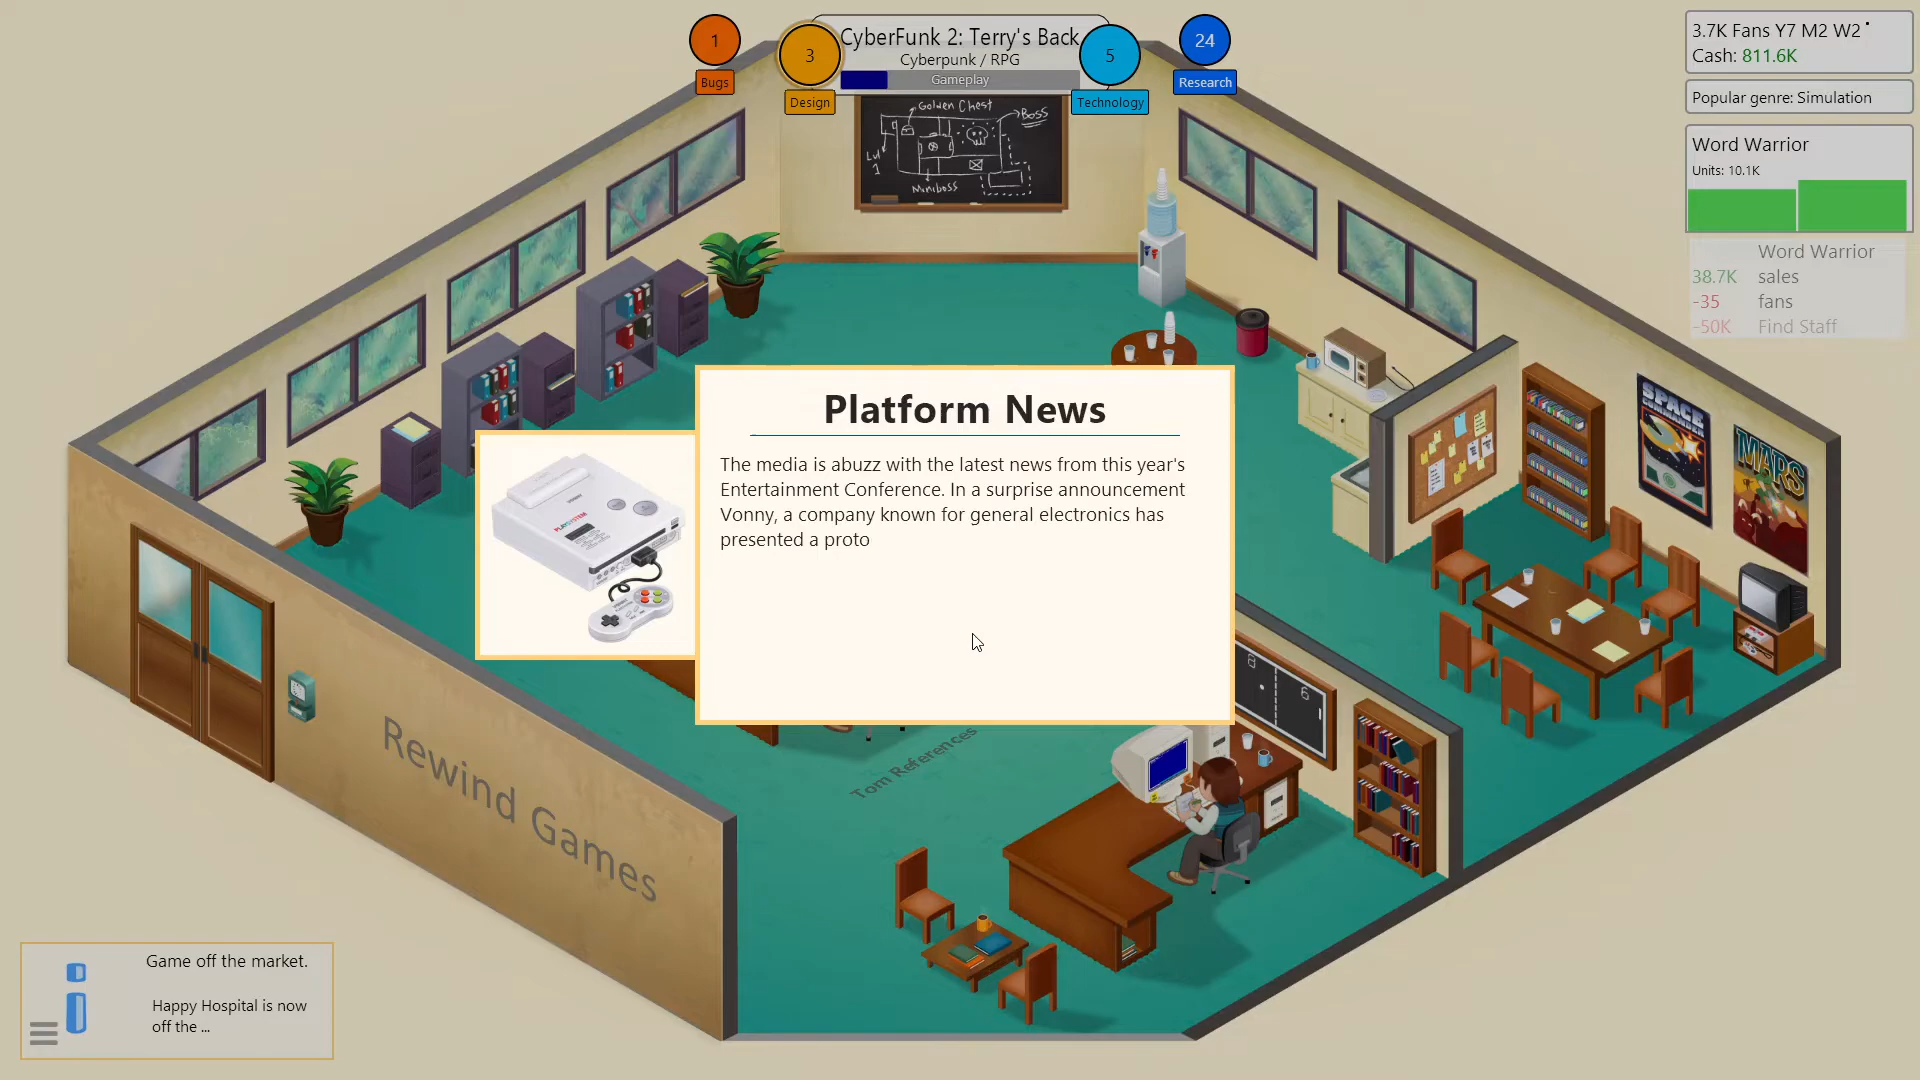 1
Bugs
3
Design
CyberFunk 2: Terry's Back
Cyberpunk / RPG
Gameplay
5
Technology
24
Research
3.7K Fans Y7 M2 W2
Cash: 811.6K
Popular genre: Simulation
Word Warrior
Units: 10.1K
Word Warrior
38.7K sales
-35 fans
-50K Find Staff
Golden Chest
Boss
Lvl
1
Miniboss
SPACE
MARS
Platform News
The media is abuzz with the latest news from this year's
Entertainment Conference. In a surprise announcement
Vonny, a company known for general electronics has
presented a proto
PLAYSYSTEM
6
Tom References
Rewind Games
Game off the market.
Happy Hospital is now
off the ...